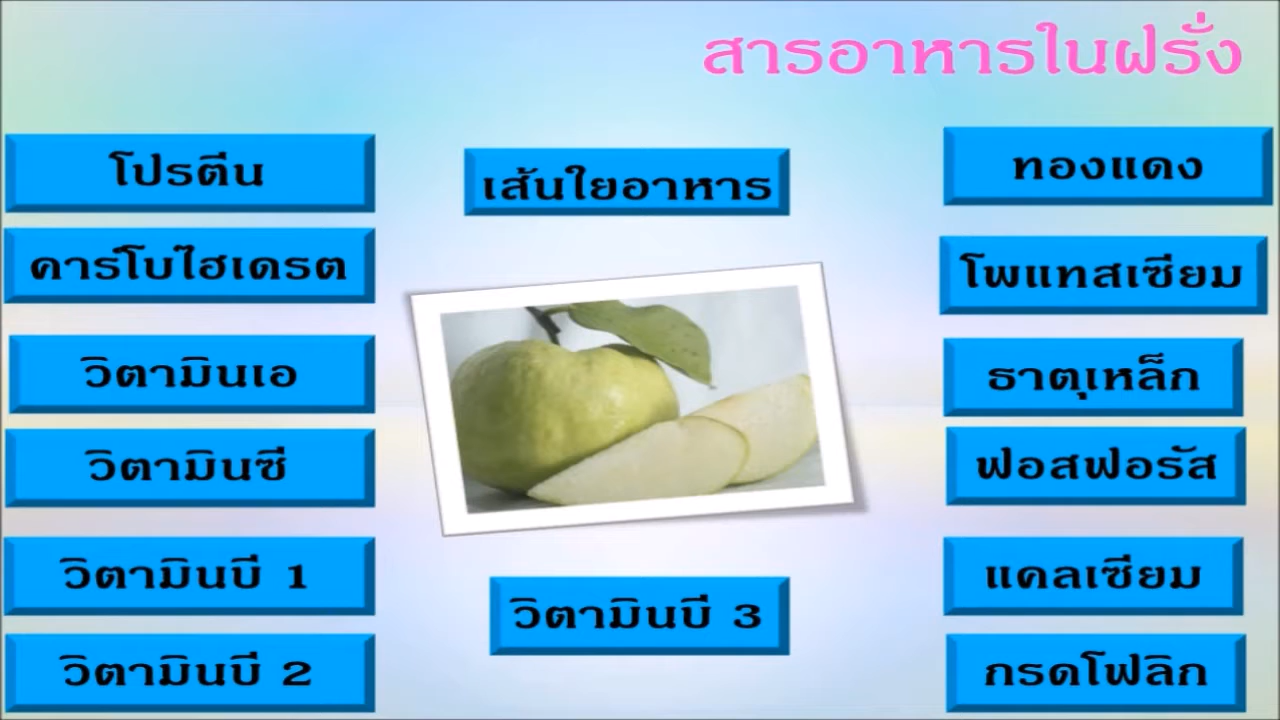 สารอาหารในฝรั่ง
โปรตีน
คาร์โบไฮเดรต
วิตามินเอ
วิตามินซี
วิตามินบี 1
วิตามินบี 2
เส้นใยอาหาร
วิตามินบี 3
ทองแดง
โพแทสเซียม
ธาตุเหล็ก
ฟอสฟอรัส
แคลเซียม
กรดโฟลิก